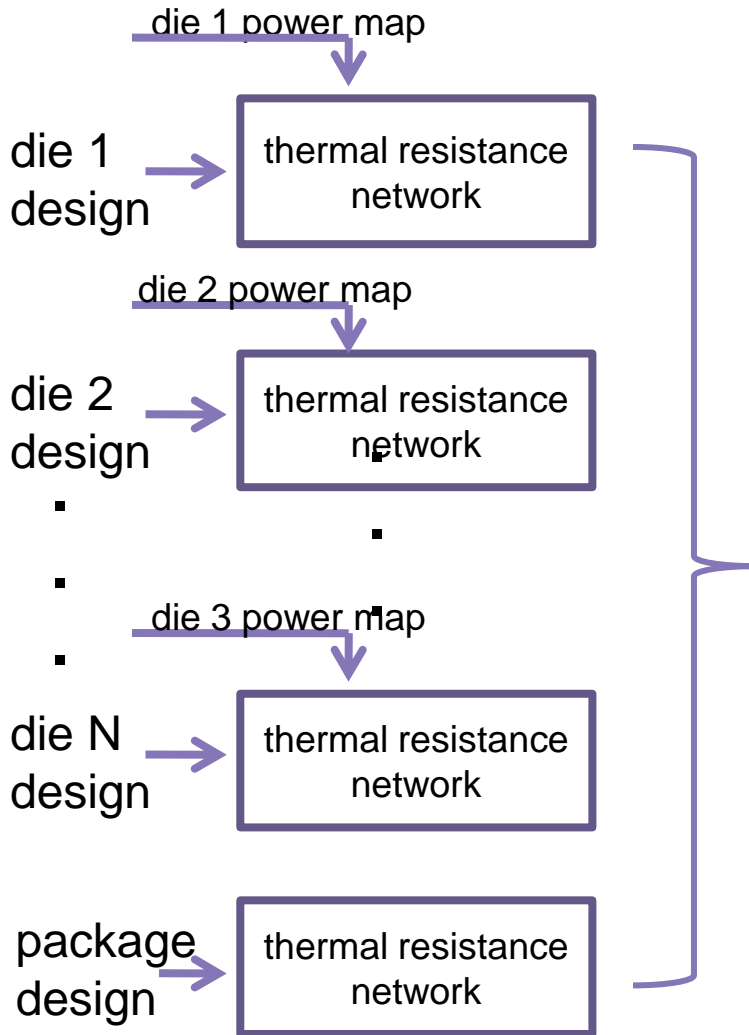 die 1 power map
die 1
design
thermal resistance
network
die 2 power map
die 2
design
thermal resistance
network
die 3 power map
die N
design
thermal resistance
network
package
design
thermal resistance
network